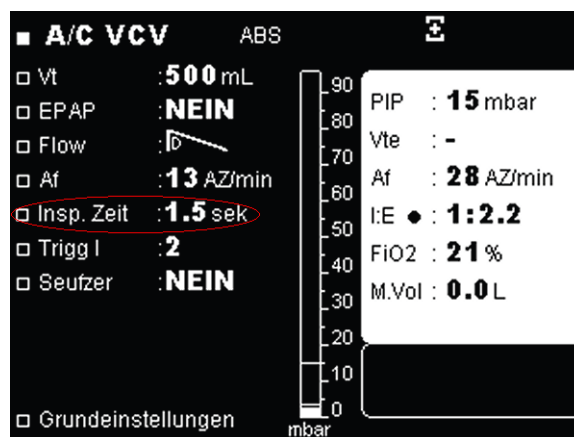 A/C VCV ABS
Vt :500 mL
EPAP :NEIN
Flow : D
Af :13 AZ/min
Insp. Zeit :1.5 sek
Trigg I :2
Seufzer :NEIN
Grundeinstellungen
90
80
70
60
50
40
30
20
10
0
mbar
PIP : 15 mbar
Vte : -
Af : 28 AZ/min
I:E ● : 1:2.2
FiO2 : 21 %
M.Vol : 0.0 L